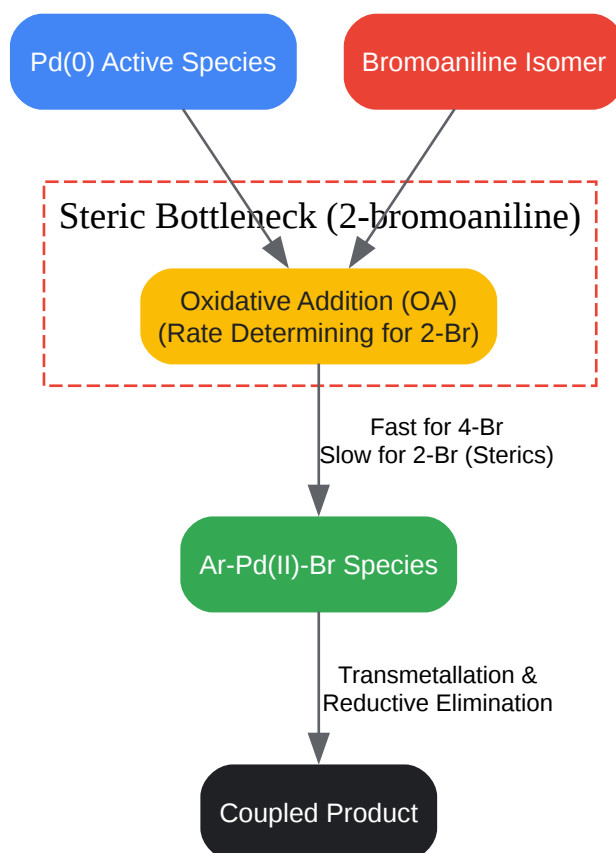 Pd(0) Active Species
Bromoaniline Isomer
Steric Bottleneck (2-bromoaniline)
Oxidative Addition (OA)
(Rate Determining for 2-Br)
Fast for 4-Br
Slow for 2-Br (Sterics)
Ar-Pd(II)-Br Species
Transmetallation &
Reductive Elimination
Coupled Product